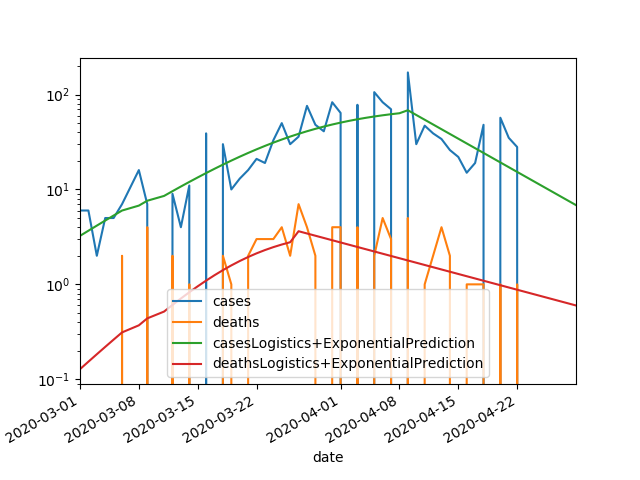 10²
10¹
10⁰
10⁻¹
cases
deaths
casesLogistics+ExponentialPrediction
deathsLogistics+ExponentialPrediction
2020-03-01
2020-03-08
2020-03-15
2020-03-22
2020-04-01
2020-04-08
2020-04-15
2020-04-22
date